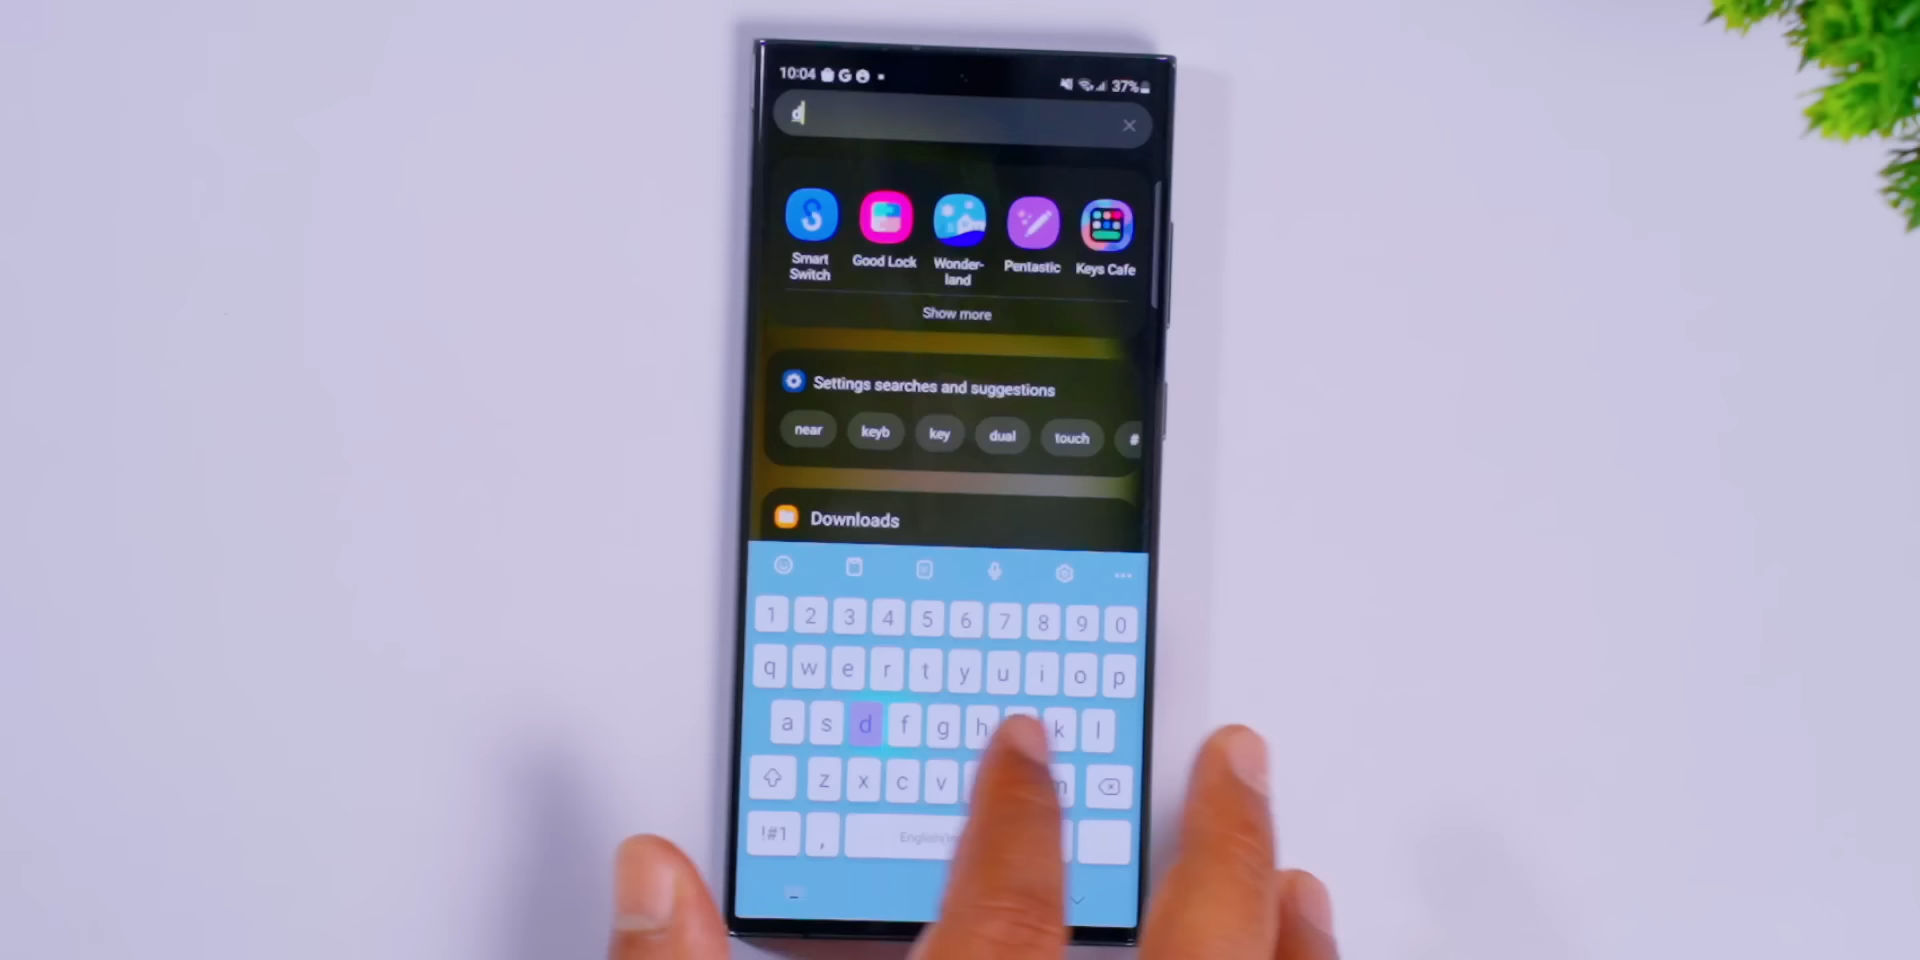 10:04 G 37%
d
Smart Switch
Good Lock
Wonder-land
Pentastic
Keys Cafe
Show more
Settings searches and suggestions
near keyb key dual touch #
Downloads
1 2 3 4 5 6 7 8 9 0
q w e r t y u i o p
a s d f g h k l
z x c v m
!#1 , English